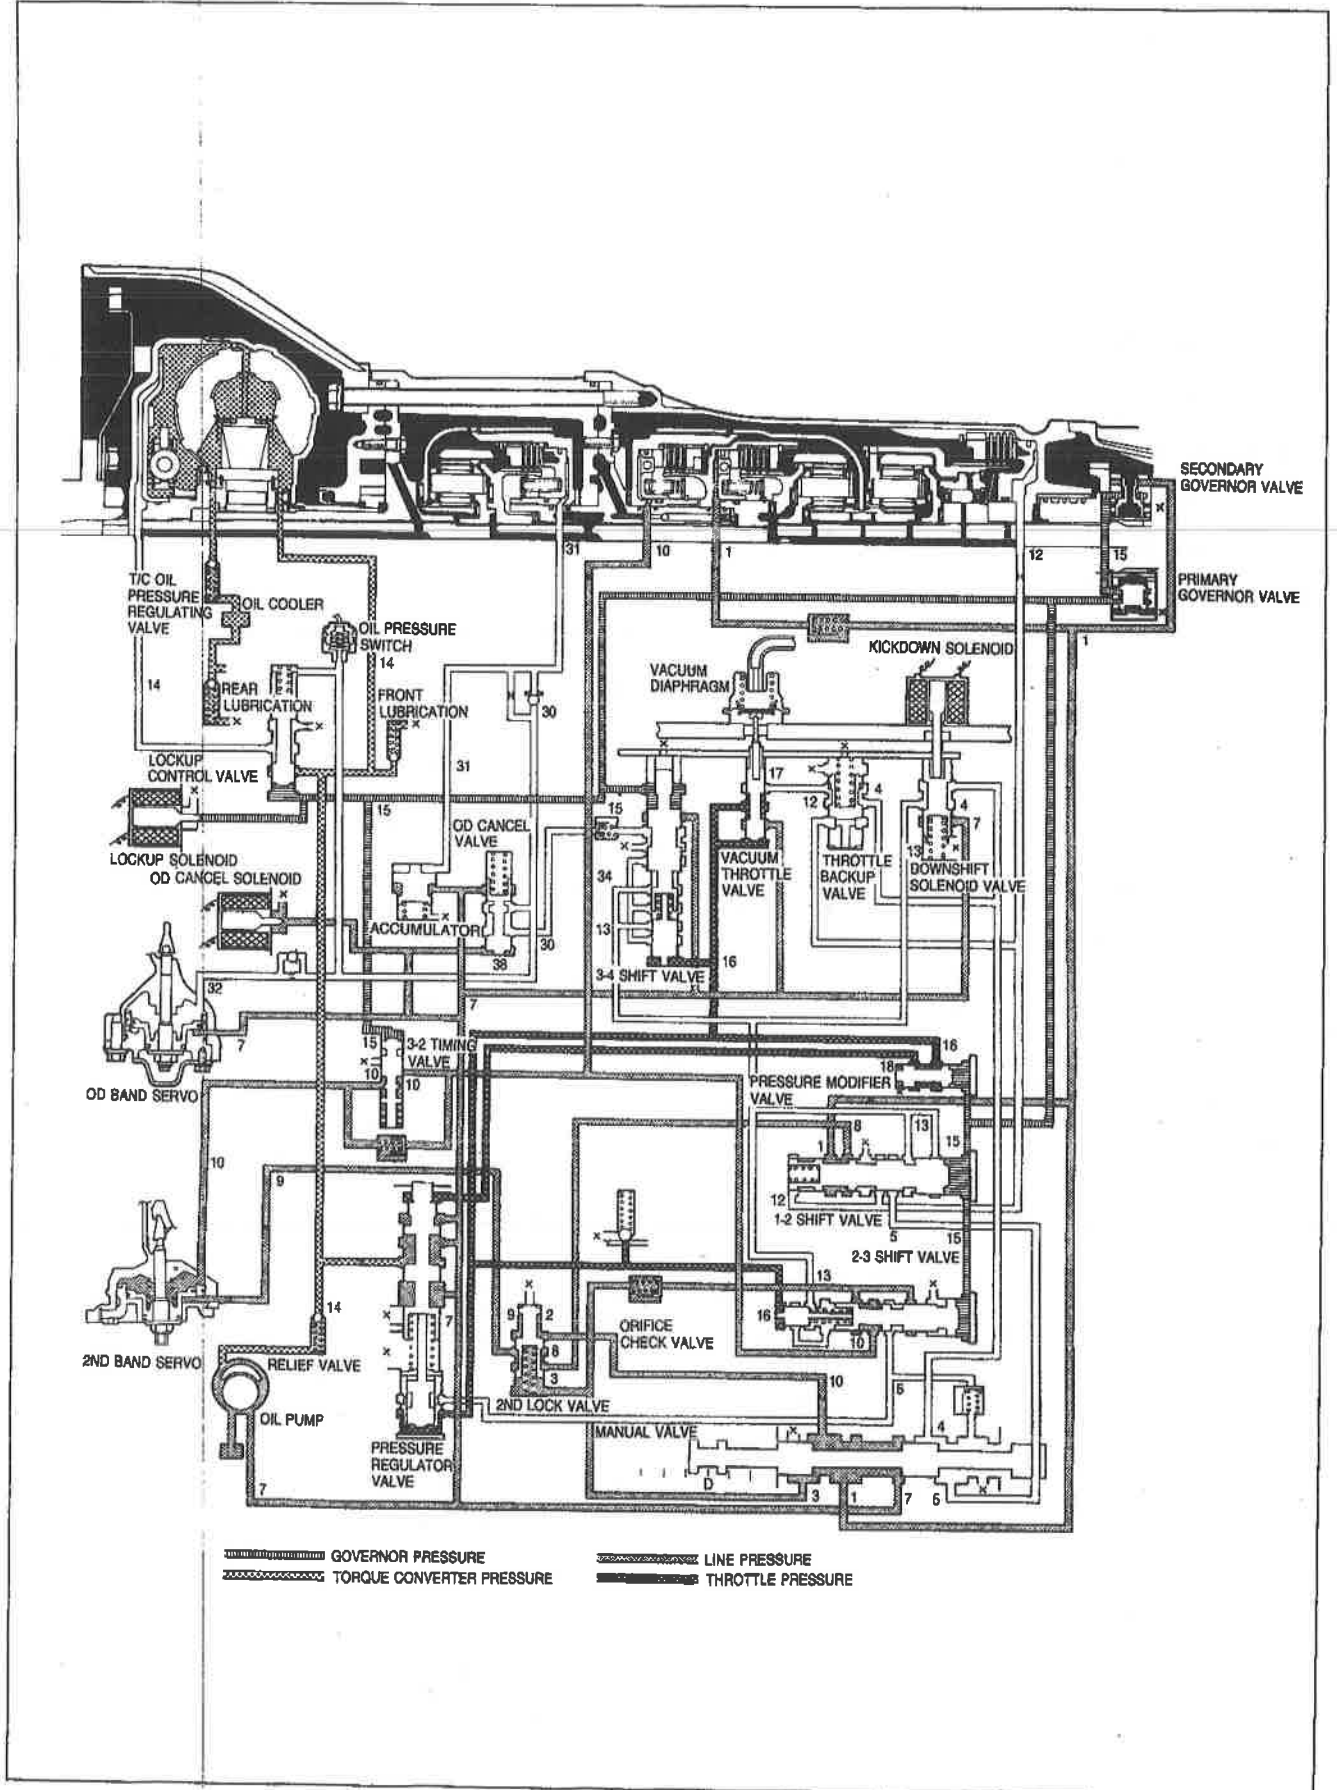 SECONDARY
GOVERNOR VALVE
31
10
1
12
15
T/C OIL
PRESSURE
REGULATING
VALVE
OIL COOLER
PRIMARY
GOVERNOR VALVE
OIL PRESSURE
SWITCH
14
1
KICKDOWN SOLENOID
VACUUM
DIAPHRAGM
14
REAR
LUBRICATION
FRONT
LUBRICATION
30
LOCKUP
CONTROL VALVE
31
17
12
4
4
7
13
15
15
OD CANCEL
VALVE
LOCKUP SOLENOID
OD CANCEL SOLENOID
34
VACUUM
THROTTLE
VALVE
THROTTLE
BACKUP
VALVE
DOWNSHIFT
SOLENOID VALVE
ACCUMULATOR
30
13
38
3-4 SHIFT VALVE
16
32
7
7
15
3-2 TIMING
VALVE
10
10
16
18
PRESSURE MODIFIER
VALVE
OD BAND SERVO
8
13
1
15
10
9
12
1-2 SHIFT VALVE
5
15
2-3 SHIFT VALVE
13
14
7
9
2
16
ORIFICE
CHECK VALVE
10
8
3
2ND BAND SERVO
RELIEF VALVE
10
6
2ND LOCK VALVE
OIL PUMP
MANUAL VALVE
4
PRESSURE
REGULATOR
VALVE
D
7
3
1
7
5
GOVERNOR PRESSURE
LINE PRESSURE
TORQUE CONVERTER PRESSURE
THROTTLE PRESSURE